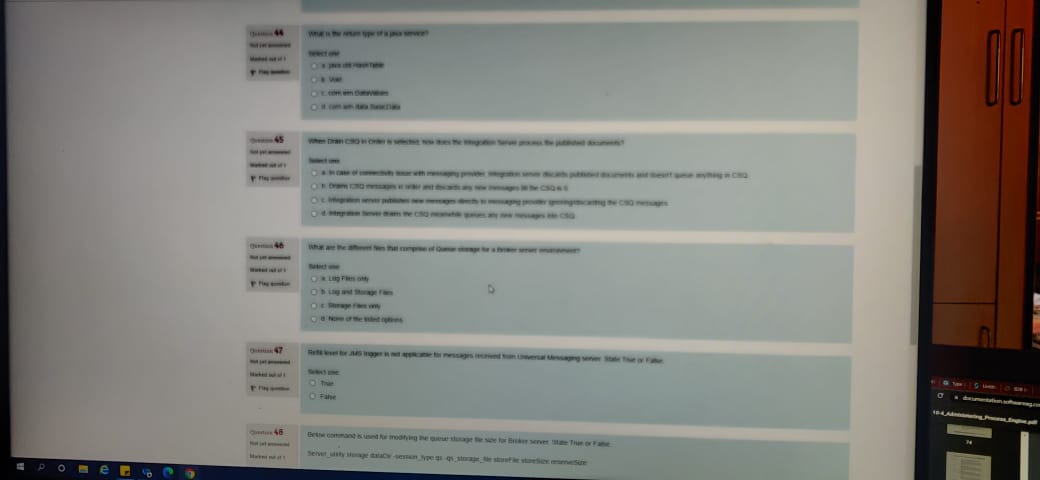 Question 44
Not yet answered
Marked out of 1
Flag question
What is the return type of a java service?
Select one:
a. java.util.HashTable
b. Void
c. com.wm.DataValues
d. com.wm.data.BasicData
Question 45
Not yet answered
Marked out of 1
Flag question
When Drain CSQ in Order is selected, how does the Integration Server process the published documents?
Select one:
a. In case of connectivity issue with messaging provider, Integration server discards published documents and doesn't queue anything in CSQ
b. Drains CSQ messages in order and discards any new messages till the CSQ is 0
c. Integration server publishes new messages directly to messaging provider ignoring/discarding the CSQ messages
d. Integration Server drains the CSQ meanwhile queues any new messages into CSQ
Question 46
Not yet answered
Marked out of 1
Flag question
What are the different files that comprise of Queue storage for a Broker server environment?
Select one:
a. Log Files only
b. Log and Storage Files
c. Storage Files only
d. None of the listed options
Question 47
Not yet answered
Marked out of 1
Flag question
Refill level for JMS trigger is not applicable for messages received from Universal Messaging server. State True or False.
Select one:
True
False
Question 48
Not yet answered
Marked out of 1
Below command is used for modifying the queue storage file size for Broker server. State True or False.
Server_utility storage dataDir -session_type qs -qs_storage_file storeFile storeSize reserveSize
documentation.softwareag.co
10-4_Administering_Process_Engine.pdf
74